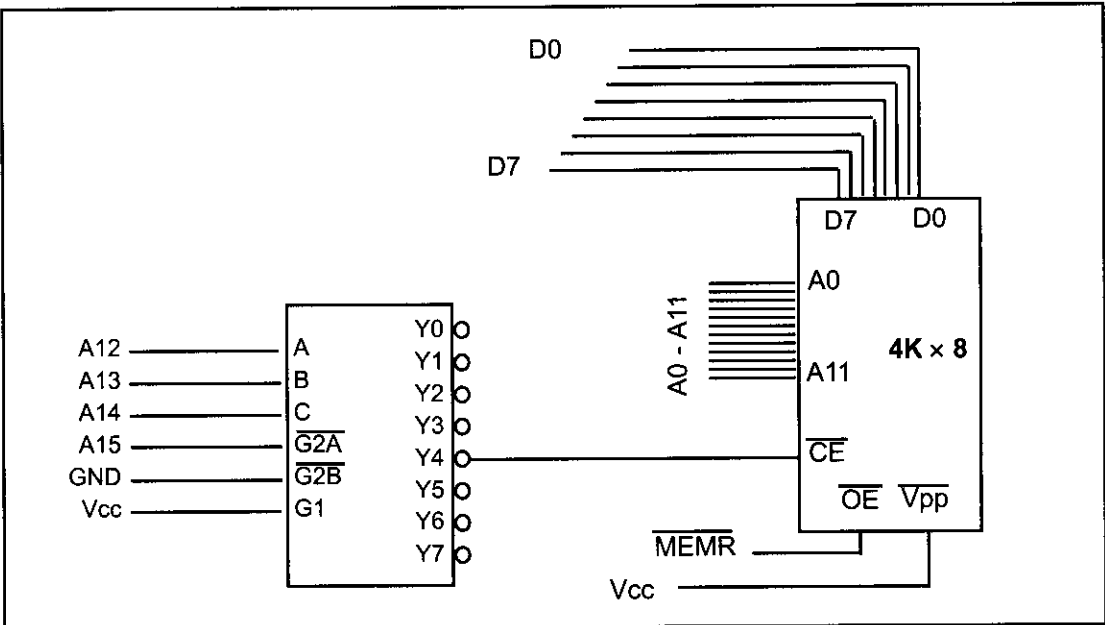 D0
D7
D7 D0
A0
A0 - A11
4K × 8
A11
Y0
A12 A
Y1
A13 B
Y2
A14 C
Y3
A15 G2A
Y4
CE
GND G2B
Y5
Vcc G1
Y6
OE Vpp
Y7
MEMR
Vcc